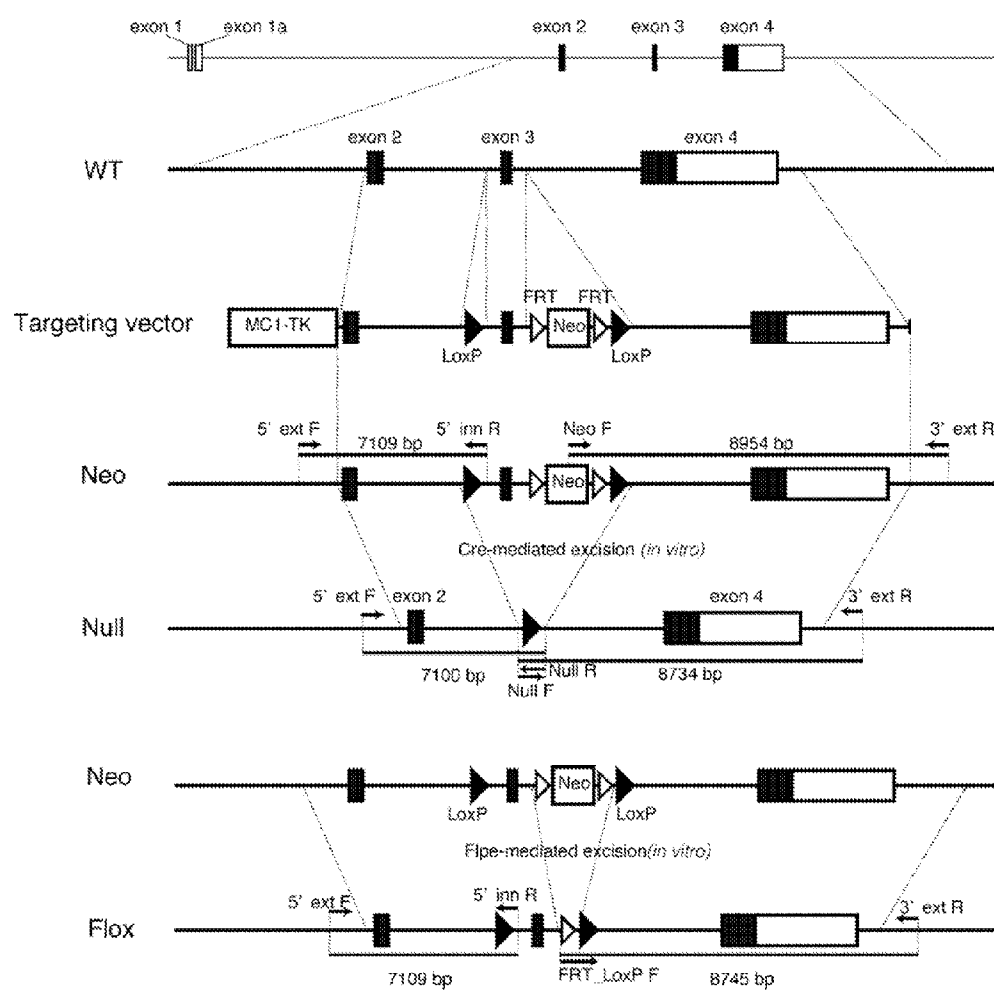 exon 1 exon 1a exon 2 exon 3 exon 4
exon 2 exon 3 exon 4
WT
FRT FRT
Targeting vector MC1-TK Neo
LoxP LoxP
5' ext F 7109 bp 5' inn R Neo F 8954 bp 3' ext R
Neo Neo
Cre-mediated excision (in vitro)
5' ext F exon 2 exon 4 3' ext R
Null
7100 bp Null R 8734 bp
Null F
Neo Neo
LoxP LoxP
Flpe-mediated excision(in vitro)
5' ext F 5' inn R 3' ext R
Flox
7109 bp FRT_LoxP F 8745 bp